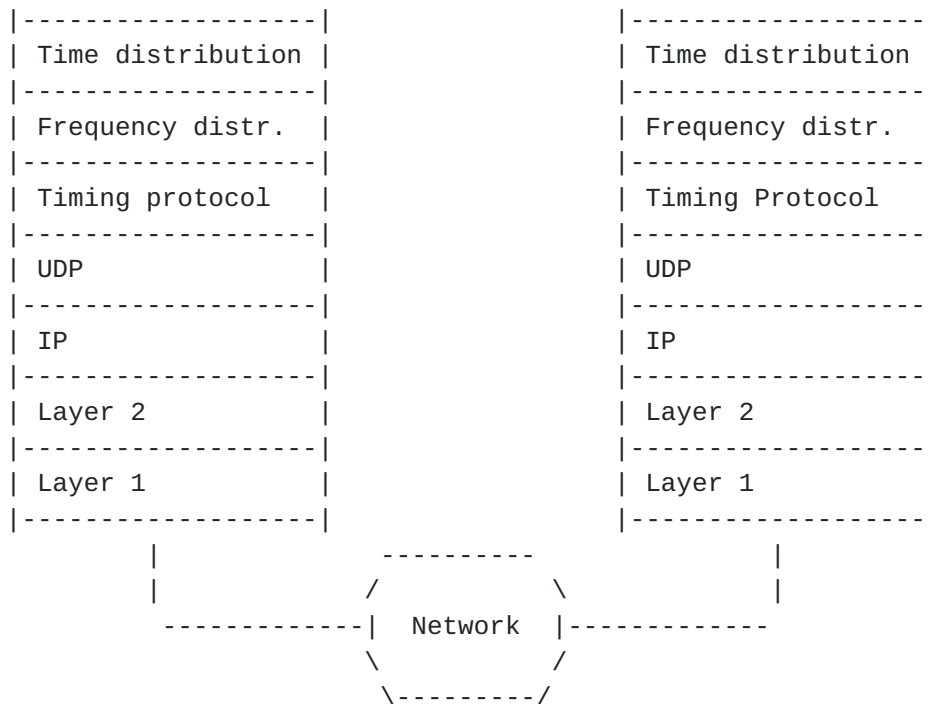 |-------------------| |-------------------
| Time distribution | | Time distribution
|-------------------| |-------------------
| Frequency distr. | | Frequency distr.
|-------------------| |-------------------
| Timing protocol | | Timing Protocol
|-------------------| |-------------------
| UDP | | UDP
|-------------------| |-------------------
| IP | | IP
|-------------------| |-------------------
| Layer 2 | | Layer 2
|-------------------| |-------------------
| Layer 1 | | Layer 1
|-------------------| |-------------------
| ---------- |
| / \ |
-------------| Network |-------------
\ /
\---------/